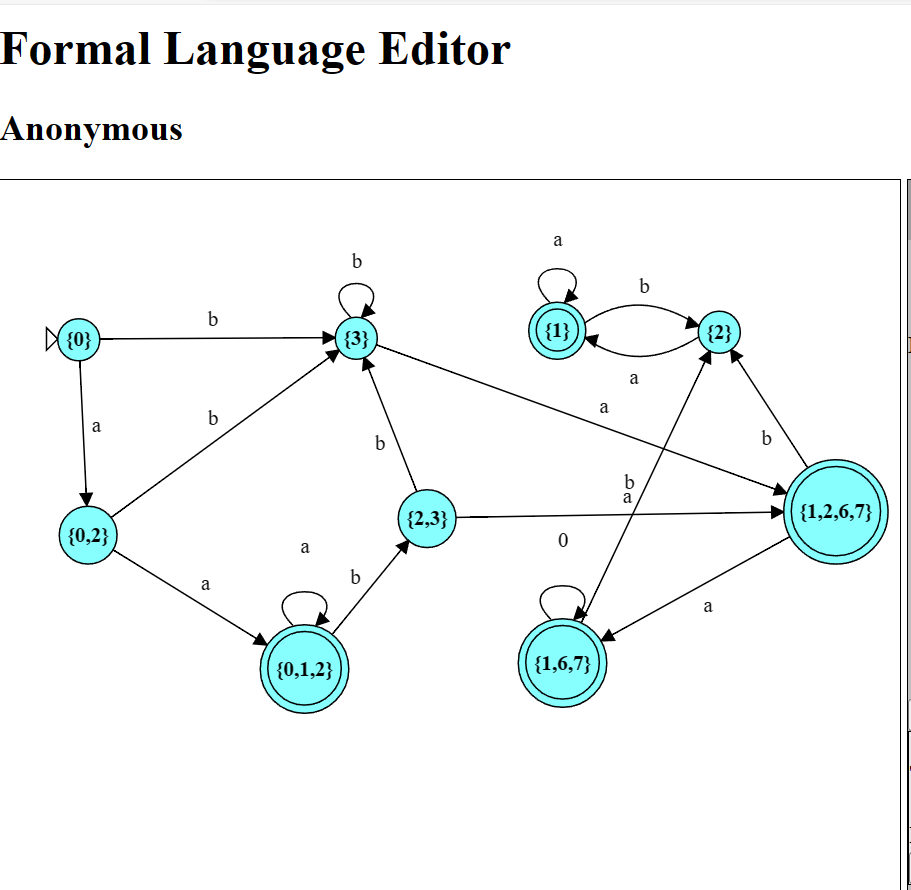 Formal Language Editor
Anonymous
a
b
b
b
{1}
{2}
{0}
{3}
a
a
b
a
b
b
b
a
{1,2,6,7}
{2,3}
{0,2}
0
a
b
a
a
{1,6,7}
{0,1,2}